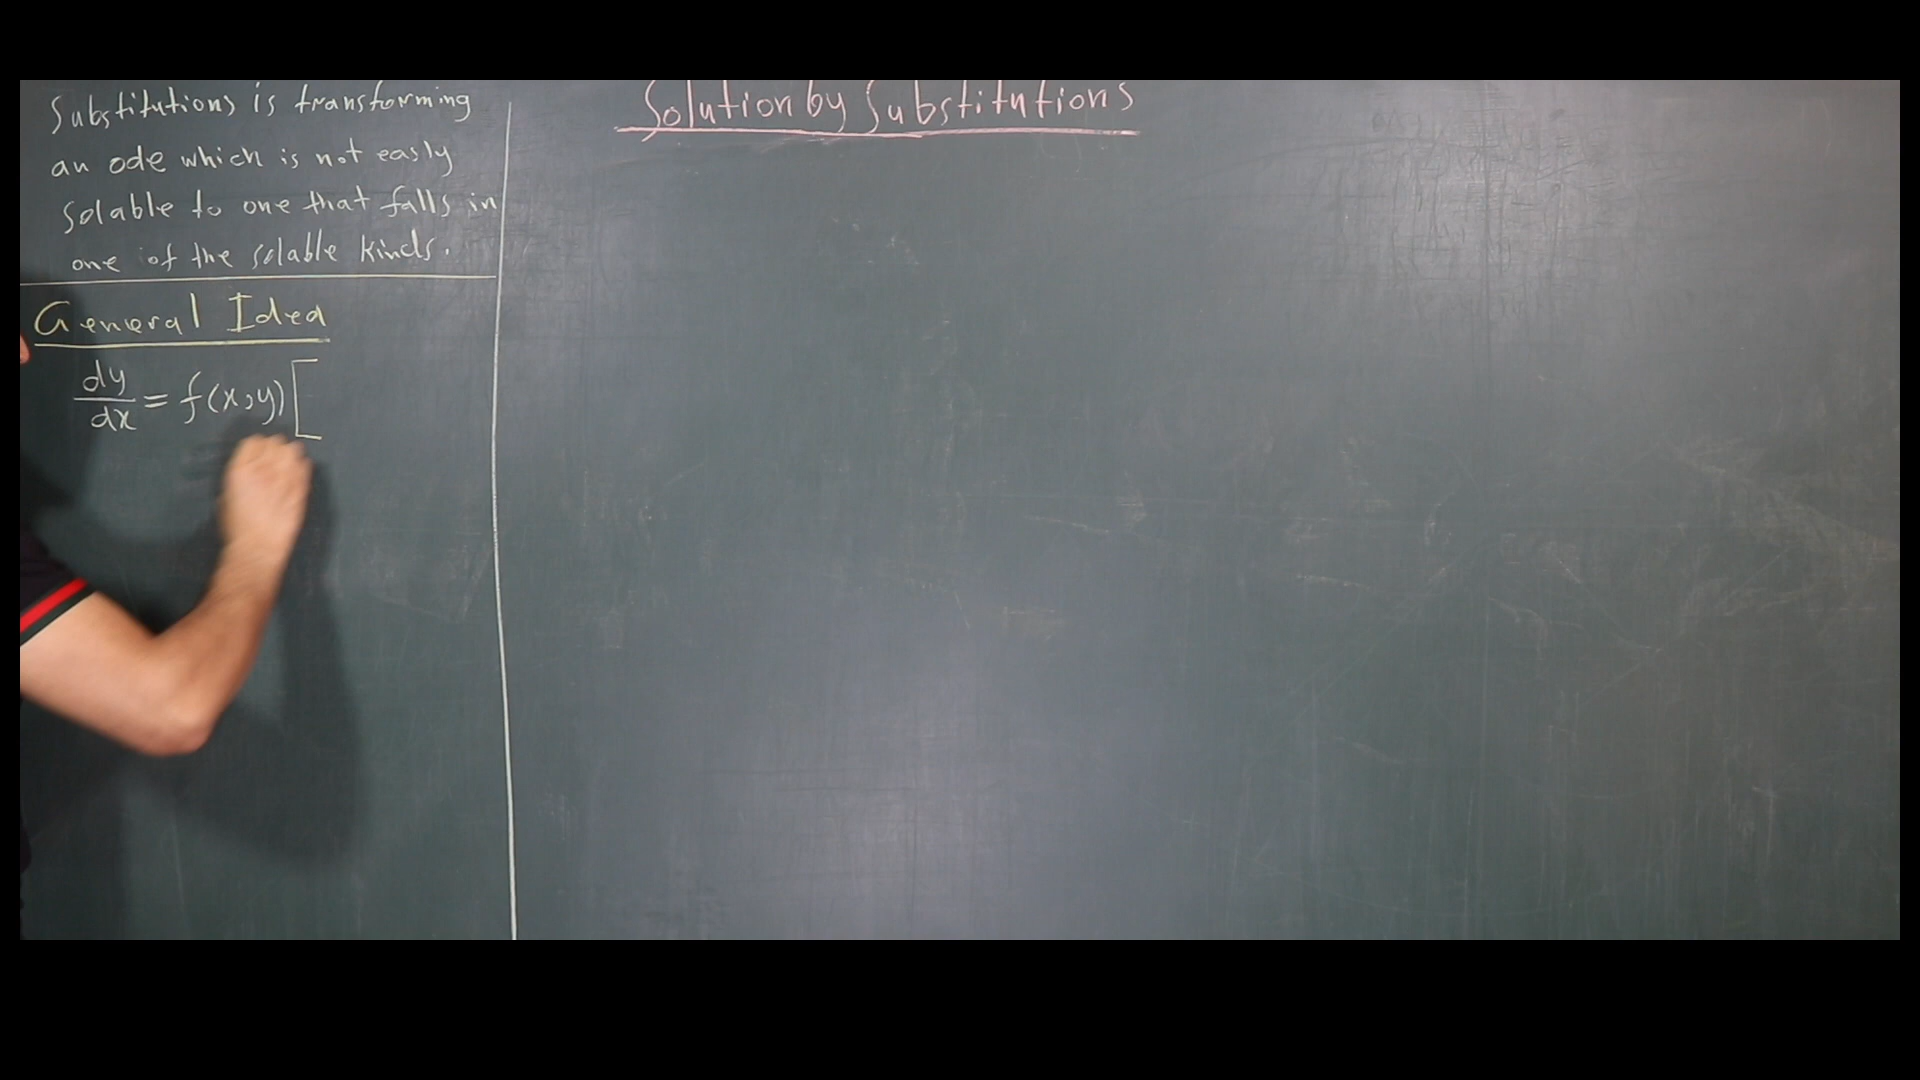 Solution by Substitutions
Substitutions is transforming
an ode which is not easly
Solable to one that falls in
one of the solable kinds.
General Idea
dy/dx = f(x,y) [